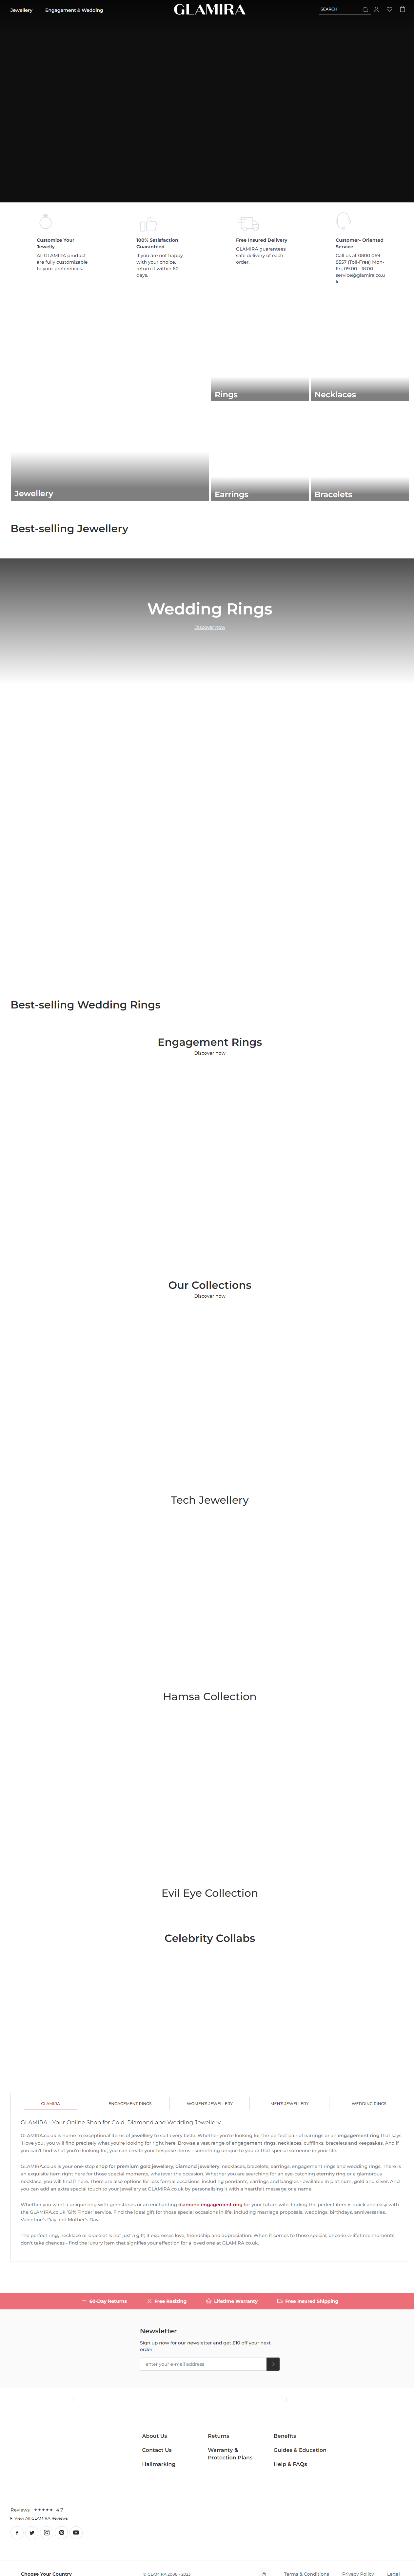 Jewellery
Engagement & Wedding
GLAMIRA
SEARCH
Customize Your
Jewelly
All GLAMIRA product
are fully customizable
to your preferences.
100% Satisfaction
Guaranteed
If you are not happy
with your choice,
return it within 60
days.
Free Insured Delivery
GLAMIRA guarantees
safe delivery of each
order.
Customer- Oriented
Service
Call us at 0800 069
8557 (Toll-Free) Mon-
Fri, 09:00 - 18:00
service@glamira.co.u
k
Rings
Necklaces
Jewellery
Earrings
Bracelets
Best-selling Jewellery
Wedding Rings
Discover now
Best-selling Wedding Rings
Engagement Rings
Discover now
Our Collections
Discover now
Tech Jewellery
Hamsa Collection
Evil Eye Collection
Celebrity Collabs
GLAMIRA
ENGAGEMENT RINGS
WOMEN'S JEWELLERY
MEN'S JEWELLERY
WEDDING RINGS
GLAMIRA - Your Online Shop for Gold, Diamond and Wedding Jewellery
GLAMIRA.co.uk is home to exceptional items of jewellery to suit every taste. Whether you're looking for the perfect pair of earrings or an engagement ring that says
'I love you', you will find precisely what you're looking for right here. Browse a vast range of engagement rings, necklaces, cufflinks, bracelets and keepsakes. And if
you can't find what you're looking for, you can create your bespoke items - something unique to you or that special someone in your life.
GLAMIRA.co.uk is your one-stop shop for premium gold jewellery, diamond jewellery, necklaces, bracelets, earrings, engagement rings and wedding rings. There is
an exquisite item right here for those special moments, whatever the occasion. Whether you are searching for an eye-catching eternity ring or a glamorous
necklace, you will find it here. There are also options for less formal occasions, including pendants, earrings and bangles - available in platinum, gold and silver. And
you can add an extra special touch to your jewellery at GLAMIRA.co.uk by personalising it with a heartfelt message or a name.
Whether you want a unique ring with gemstones or an enchanting diamond engagement ring for your future wife, finding the perfect item is quick and easy with
the GLAMIRA.co.uk 'Gift Finder' service. Find the ideal gift for those special occasions in life, including marriage proposals, weddings, birthdays, anniversaries,
Valentine's Day and Mother's Day.
The perfect ring, necklace or bracelet is not just a gift; it expresses love, friendship and appreciation. When it comes to those special, once-in-a-lifetime moments,
don't take chances - find the luxury item that signifies your affection for a loved one at GLAMIRA.co.uk.
60-Day Returns
Free Resizing
Lifetime Warranty
Free Insured Shipping
Newsletter
Sign up now for our newsletter and get £10 off your next
order
enter your e-mail address
About Us
Returns
Benefits
Contact Us
Warranty &
Protection Plans
Guides & Education
Hallmarking
Help & FAQs
Reviews ★★★★★ 4.7
View All GLAMIRA Reviews
Choose Your Country
© GLAMIRA 2008 - 2023
Terms & Conditions
Privacy Policy
Legal